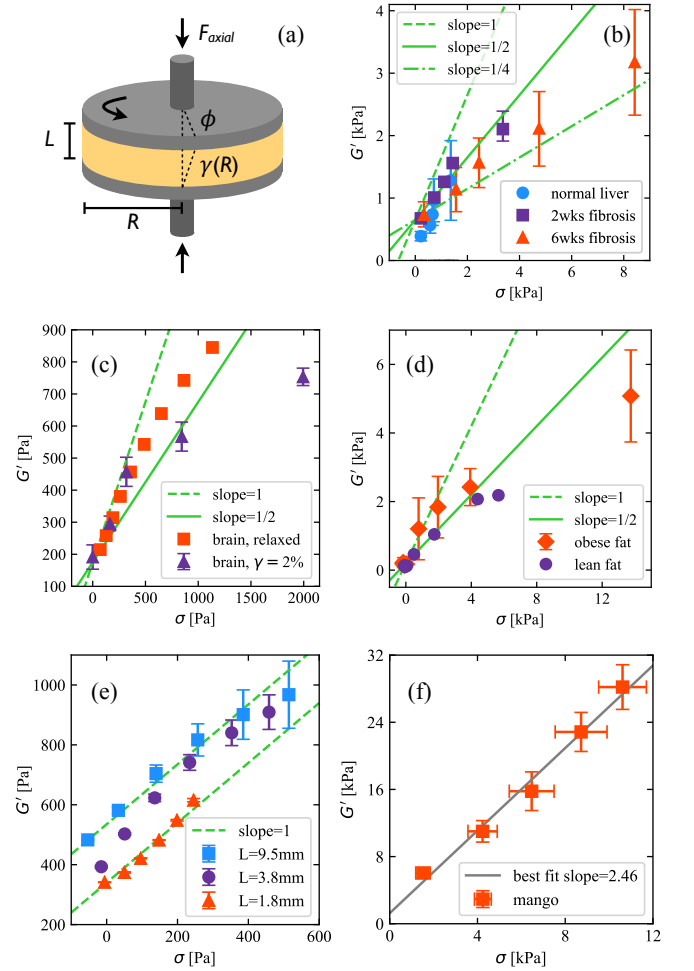 F_axial
(a)
L
ϕ
γ(R)
R
(b)
G′ [kPa]
4
3
2
1
0
slope=1
slope=1/2
slope=1/4
normal liver
2wks fibrosis
6wks fibrosis
0 2 4 6 8
σ [kPa]
(c)
G′ [Pa]
900
800
700
600
500
400
300
200
100
slope=1
slope=1/2
brain, relaxed
brain, γ = 2%
0 500 1000 1500 2000
σ [Pa]
(d)
G′ [kPa]
6
4
2
0
slope=1
slope=1/2
obese fat
lean fat
0 4 8 12
σ [kPa]
(e)
G′ [Pa]
1000
800
600
400
200
slope=1
L=9.5mm
L=3.8mm
L=1.8mm
0 200 400 600
σ [Pa]
(f)
G′ [kPa]
32
24
16
8
0
best fit slope=2.46
mango
0 4 8 12
σ [kPa]